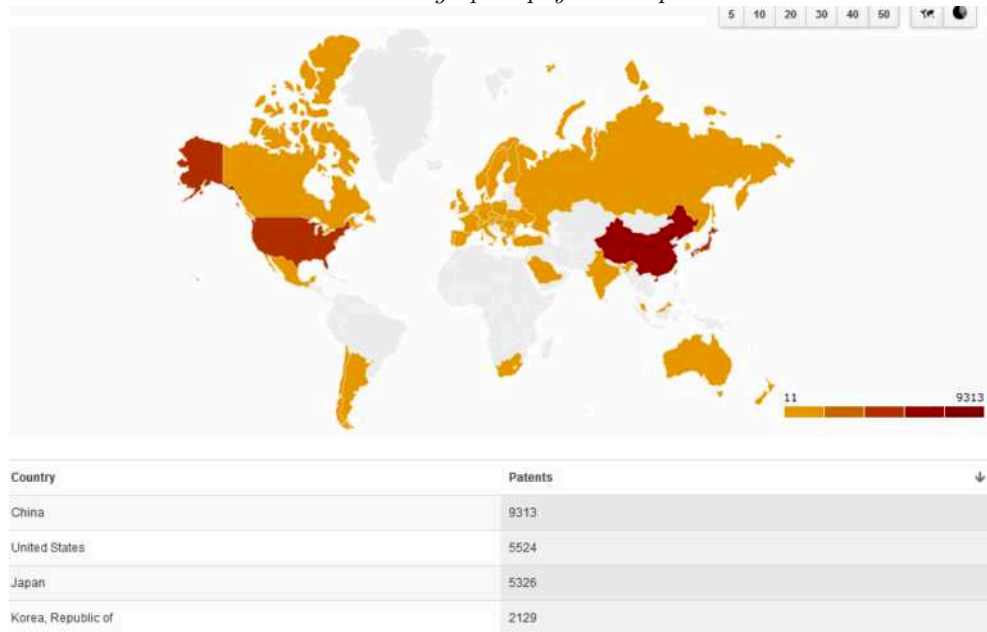 5 10 20 30 40 50
11 9313
Country Patents
China 9313
United States 5524
Japan 5326
Korea, Republic of 2129